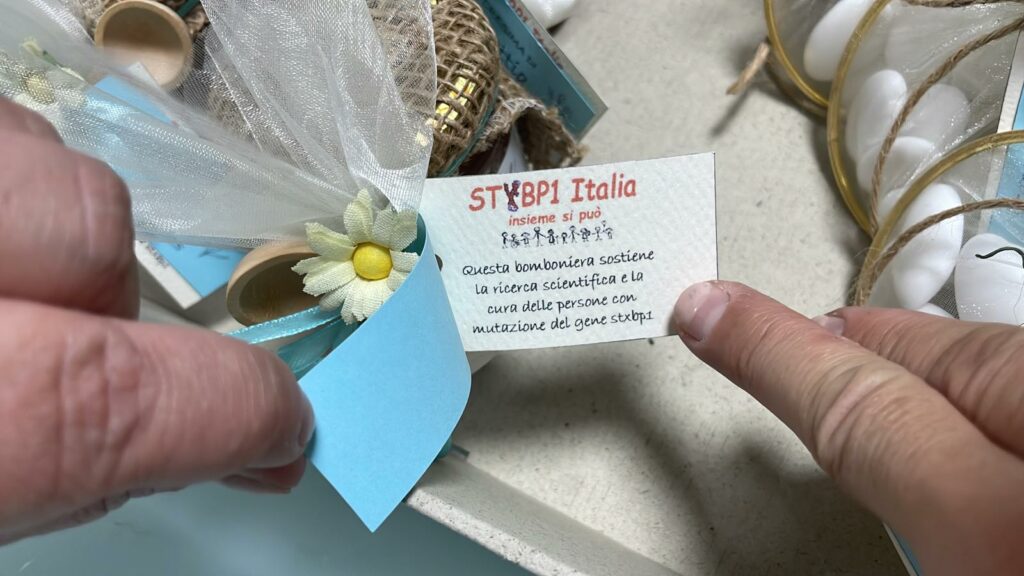 STXBP1 Italia
insieme si può
Questa bomboniera sostiene
la ricerca scientifica e la
cura delle persone con
mutazione del gene stxbp1